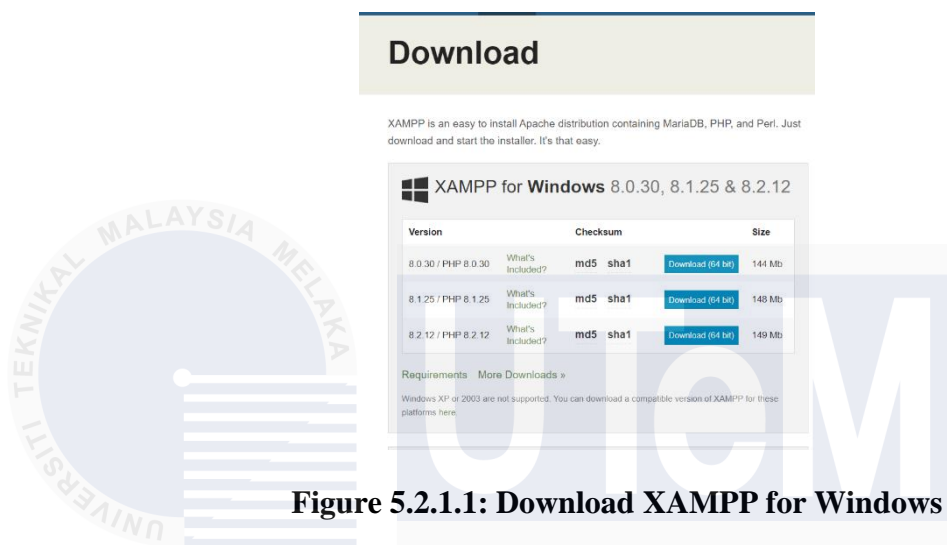 Download
XAMPP is an easy to install Apache distribution containing MariaDB, PHP, and Perl. Just
download and start the installer. It's that easy.
XAMPP for Windows 8.0.30, 8.1.25 & 8.2.12
Version Checksum Size
8.0.30 / PHP 8.0.30 What's Included? md5 sha1 Download (64 bit) 144 Mb
8.1.25 / PHP 8.1.25 What's Included? md5 sha1 Download (64 bit) 148 Mb
8.2.12 / PHP 8.2.12 What's Included? md5 sha1 Download (64 bit) 149 Mb
Requirements More Downloads »
Windows XP or 2003 are not supported. You can download a compatible version of XAMPP for these
platforms here.
UNIVERSITI TEKNIKAL MALAYSIA MELAKA
UTeM
Figure 5.2.1.1: Download XAMPP for Windows